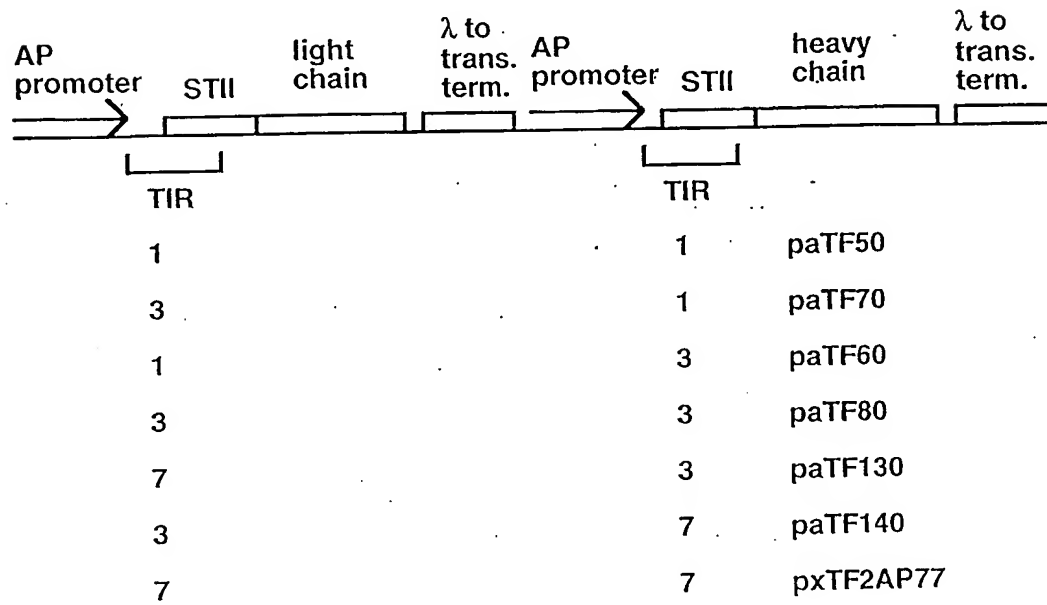 AP promoter STII light chain λ to trans. term. AP promoter STII heavy chain λ to trans. term.
TIR TIR
1 1 paTF50
3 1 paTF70
1 3 paTF60
3 3 paTF80
7 3 paTF130
3 7 paTF140
7 7 pxTF2AP77